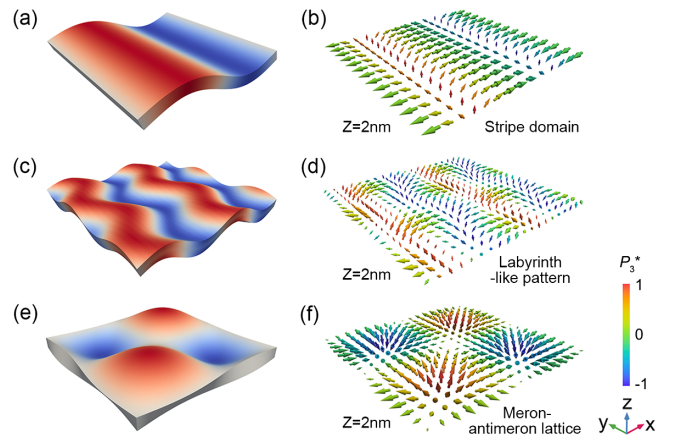 (a)
(b)
Z=2nm
Stripe domain
(c)
(d)
Z=2nm
Labyrinth
-like pattern
(e)
(f)
Z=2nm
Meron-
antimeron lattice
P₃*
1
0
-1
z
y
x